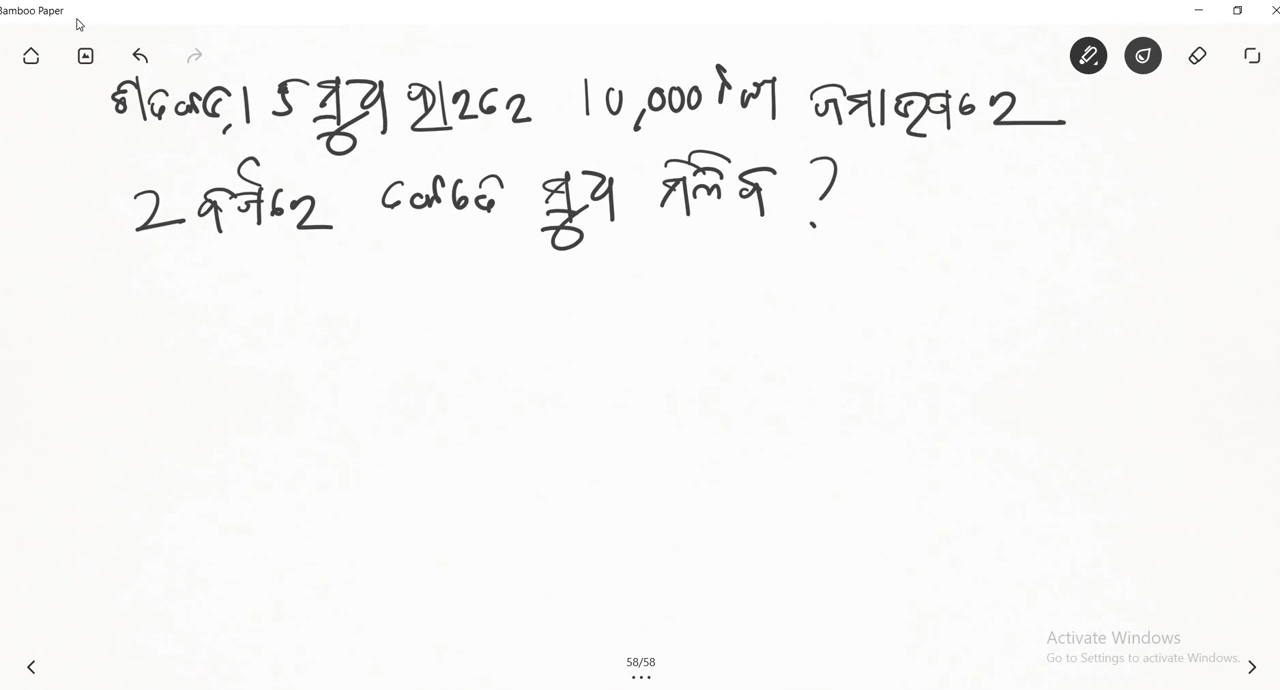 Bamboo Paper
ଶତକଡ଼ା 5 ସୁଧ ହାରରେ 10,000 ଟଙ୍କା ଜମା ଉପରେ
2 ବର୍ଷରେ କେତେ ସୁଧ ମିଳିବ ?
Activate Windows
Go to Settings to activate Windows.
58/58